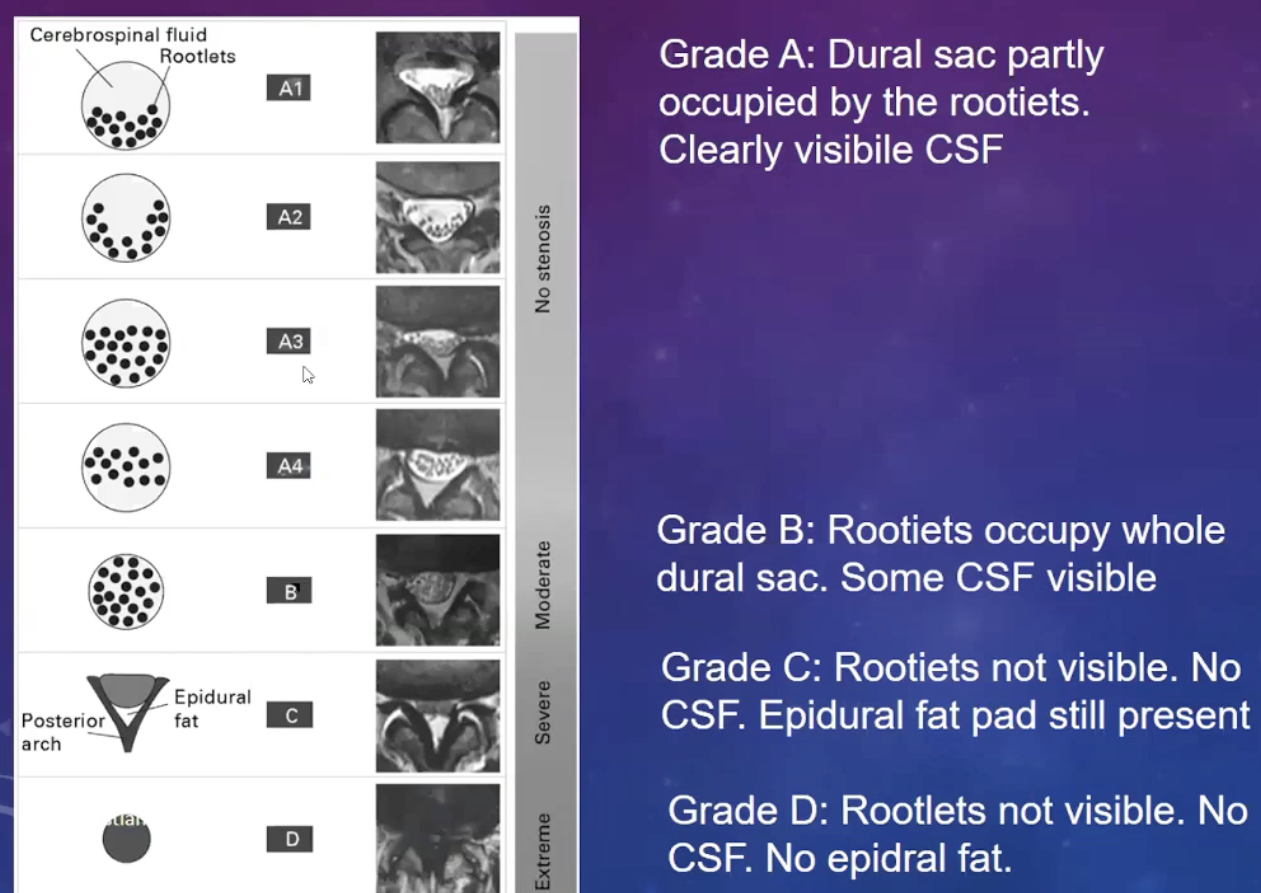 Cerebrospinal fluid
Rootlets
A1
A2
A3
A4
B
Epidural
fat
Posterior
arch
C
D
No stenosis
Moderate
Severe
Extreme
Grade A: Dural sac partly
occupied by the rootiets.
Clearly visibile CSF
Grade B: Rootiets occupy whole
dural sac. Some CSF visible
Grade C: Rootiets not visible. No
CSF. Epidural fat pad still present
Grade D: Rootlets not visible. No
CSF. No epidral fat.